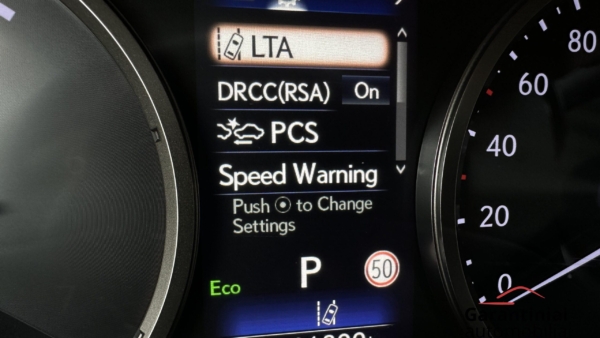 LTA
DRCC(RSA) On
PCS
Speed Warning
Push ⦿ to Change
Settings
P
50
Eco
80
60
40
20
0